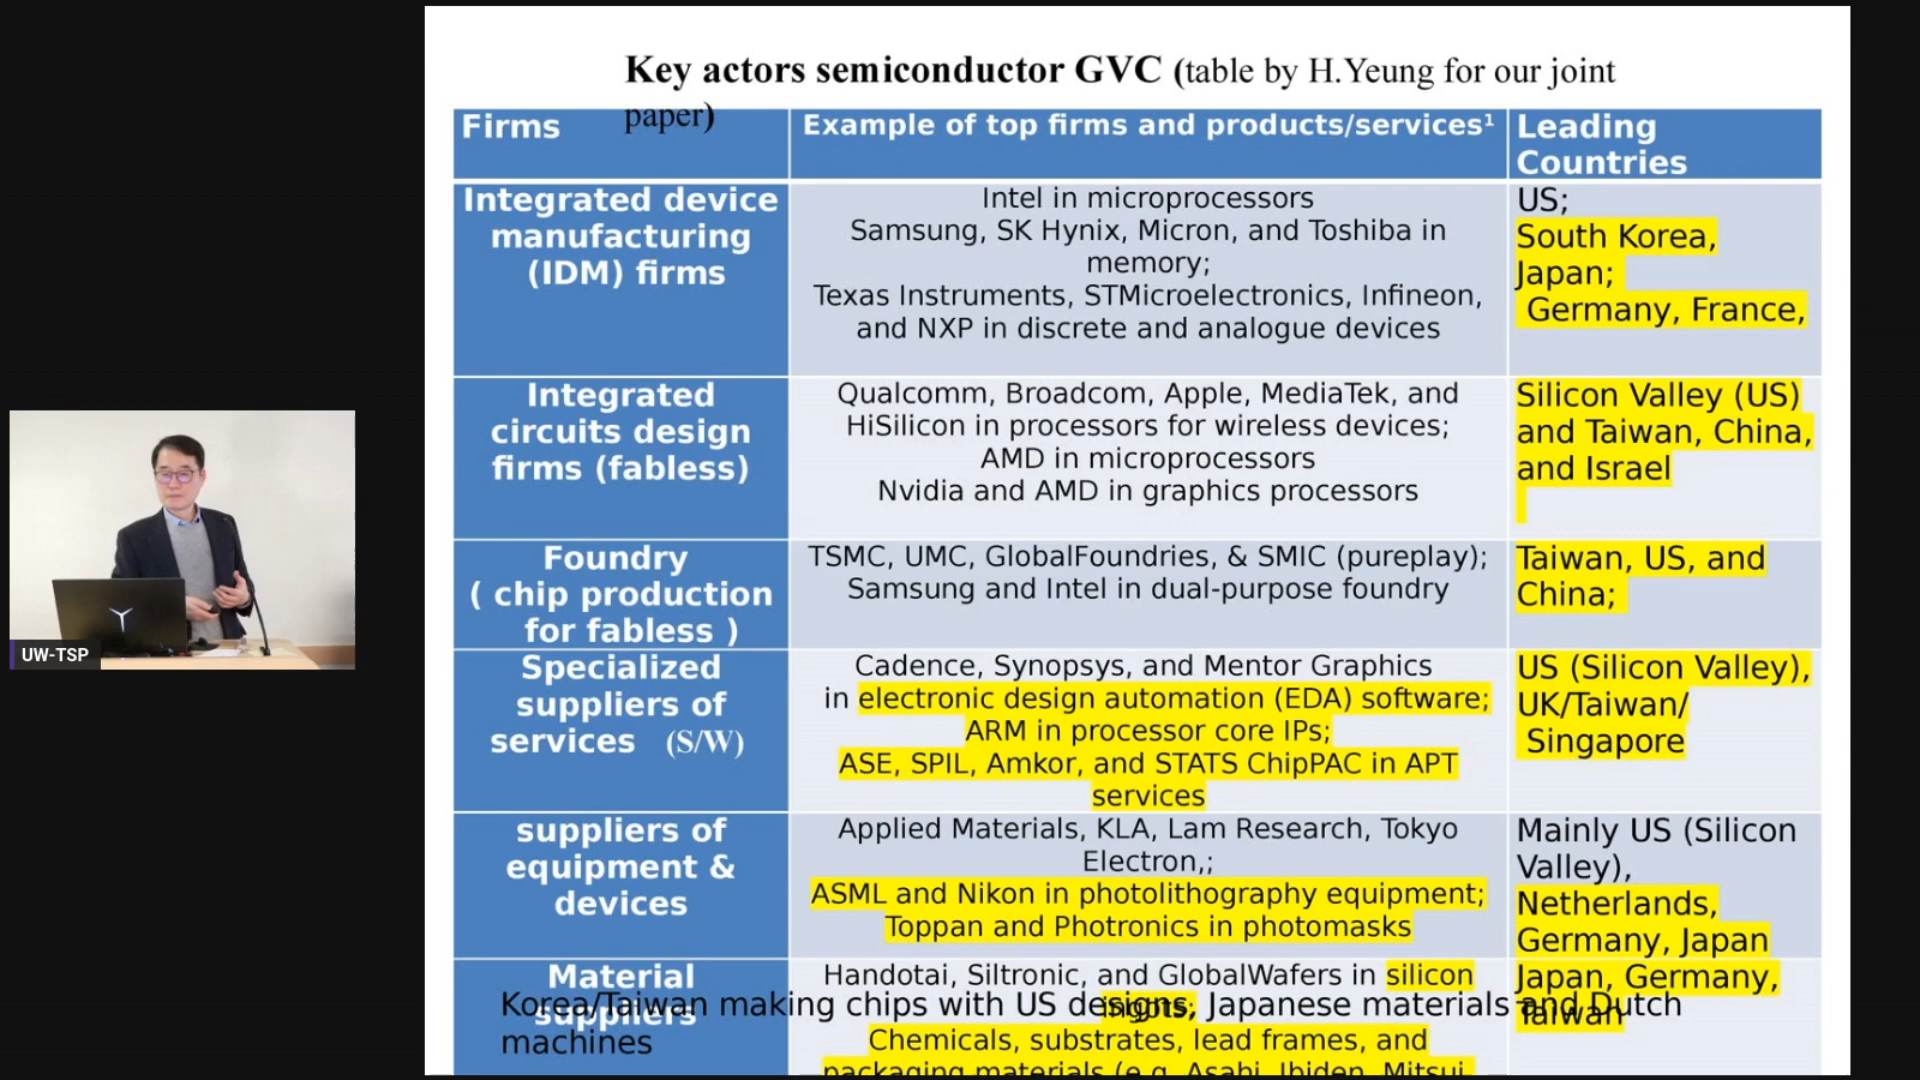 Key actors semiconductor GVC (table by H.Yeung for our joint
paper)
Firms
Example of top firms and products/services¹
Leading
Countries
Integrated device
manufacturing
(IDM) firms
Intel in microprocessors
Samsung, SK Hynix, Micron, and Toshiba in
memory;
Texas Instruments, STMicroelectronics, Infineon,
and NXP in discrete and analogue devices
US;
South Korea,
Japan;
Germany, France,
Integrated
circuits design
firms (fabless)
Qualcomm, Broadcom, Apple, MediaTek, and
HiSilicon in processors for wireless devices;
AMD in microprocessors
Nvidia and AMD in graphics processors
Silicon Valley (US)
and Taiwan, China,
and Israel
Foundry
( chip production
for fabless )
TSMC, UMC, GlobalFoundries, & SMIC (pureplay);
Samsung and Intel in dual-purpose foundry
Taiwan, US, and
China;
Specialized
suppliers of
services (S/W)
Cadence, Synopsys, and Mentor Graphics
in electronic design automation (EDA) software;
ARM in processor core IPs;
ASE, SPIL, Amkor, and STATS ChipPAC in APT
services
US (Silicon Valley),
UK/Taiwan/
Singapore
suppliers of
equipment &
devices
Applied Materials, KLA, Lam Research, Tokyo
Electron,;
ASML and Nikon in photolithography equipment;
Toppan and Photronics in photomasks
Mainly US (Silicon
Valley),
Netherlands,
Germany, Japan
Material
suppliers
Handotai, Siltronic, and GlobalWafers in silicon
ingots;
Chemicals, substrates, lead frames, and
packaging materials (e.g. Asahi, Ibiden, Mitsui,
Japan, Germany,
Taiwan
Korea/Taiwan making chips with US designs, Japanese materials and Dutch
machines
UW-TSP